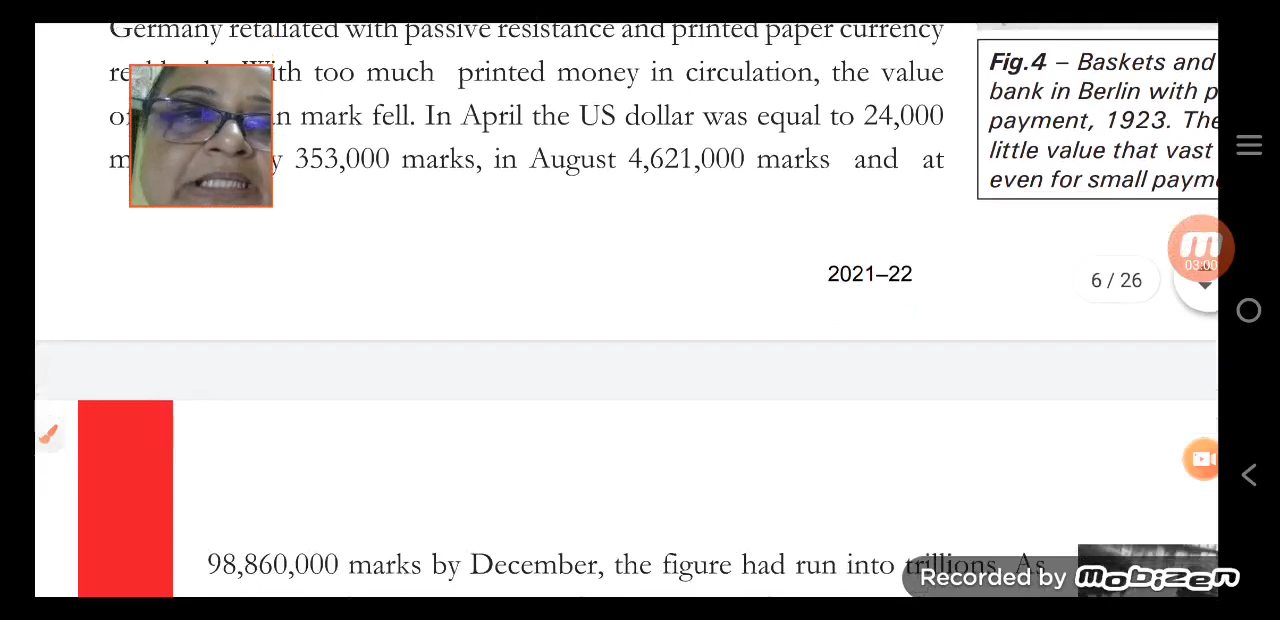 Germany retaliated with passive resistance and printed paper currency
With too much printed money in circulation, the value
mark fell. In April the US dollar was equal to 24,000
353,000 marks, in August 4,621,000 marks and at
Fig.4 – Baskets and
bank in Berlin with p
payment, 1923. The
little value that vast
even for small payme
2021–22
6 / 26
03:00
98,860,000 marks by December, the figure had run into trillions. As
Recorded by mobizen